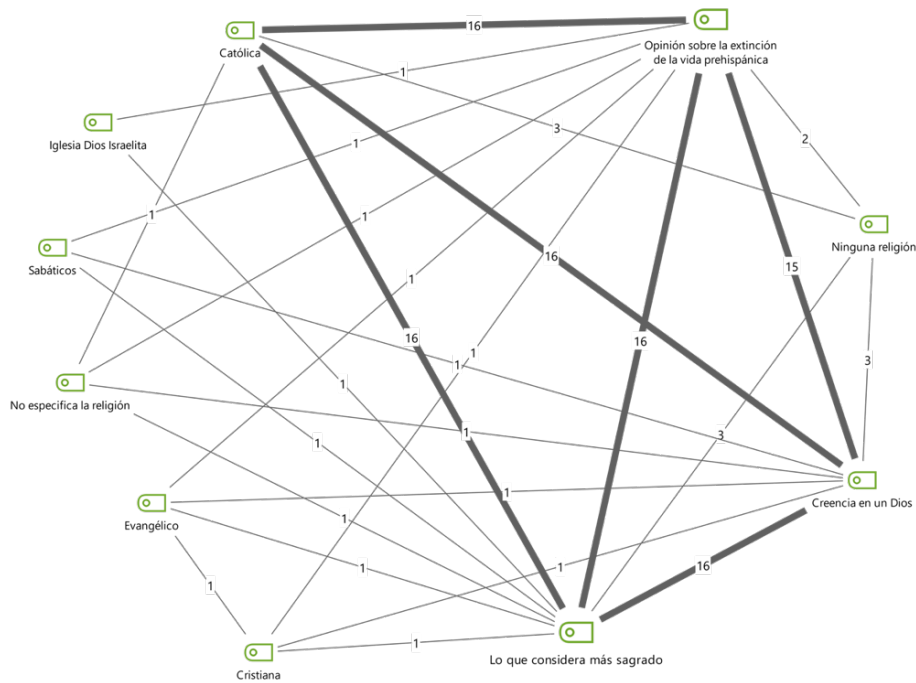 16
Católica
Opinión sobre la extinción
de la vida prehispánica
1
Iglesia Dios Israelita
3
2
1
1
1
Ninguna religión
Sabáticos
16
15
1
16
16
3
1
1
No especifica la religión
1
3
1
1
1
Creencia en un Dios
1
Evangélico
1
16
1
1
1
1
Lo que considera más sagrado
Cristiana